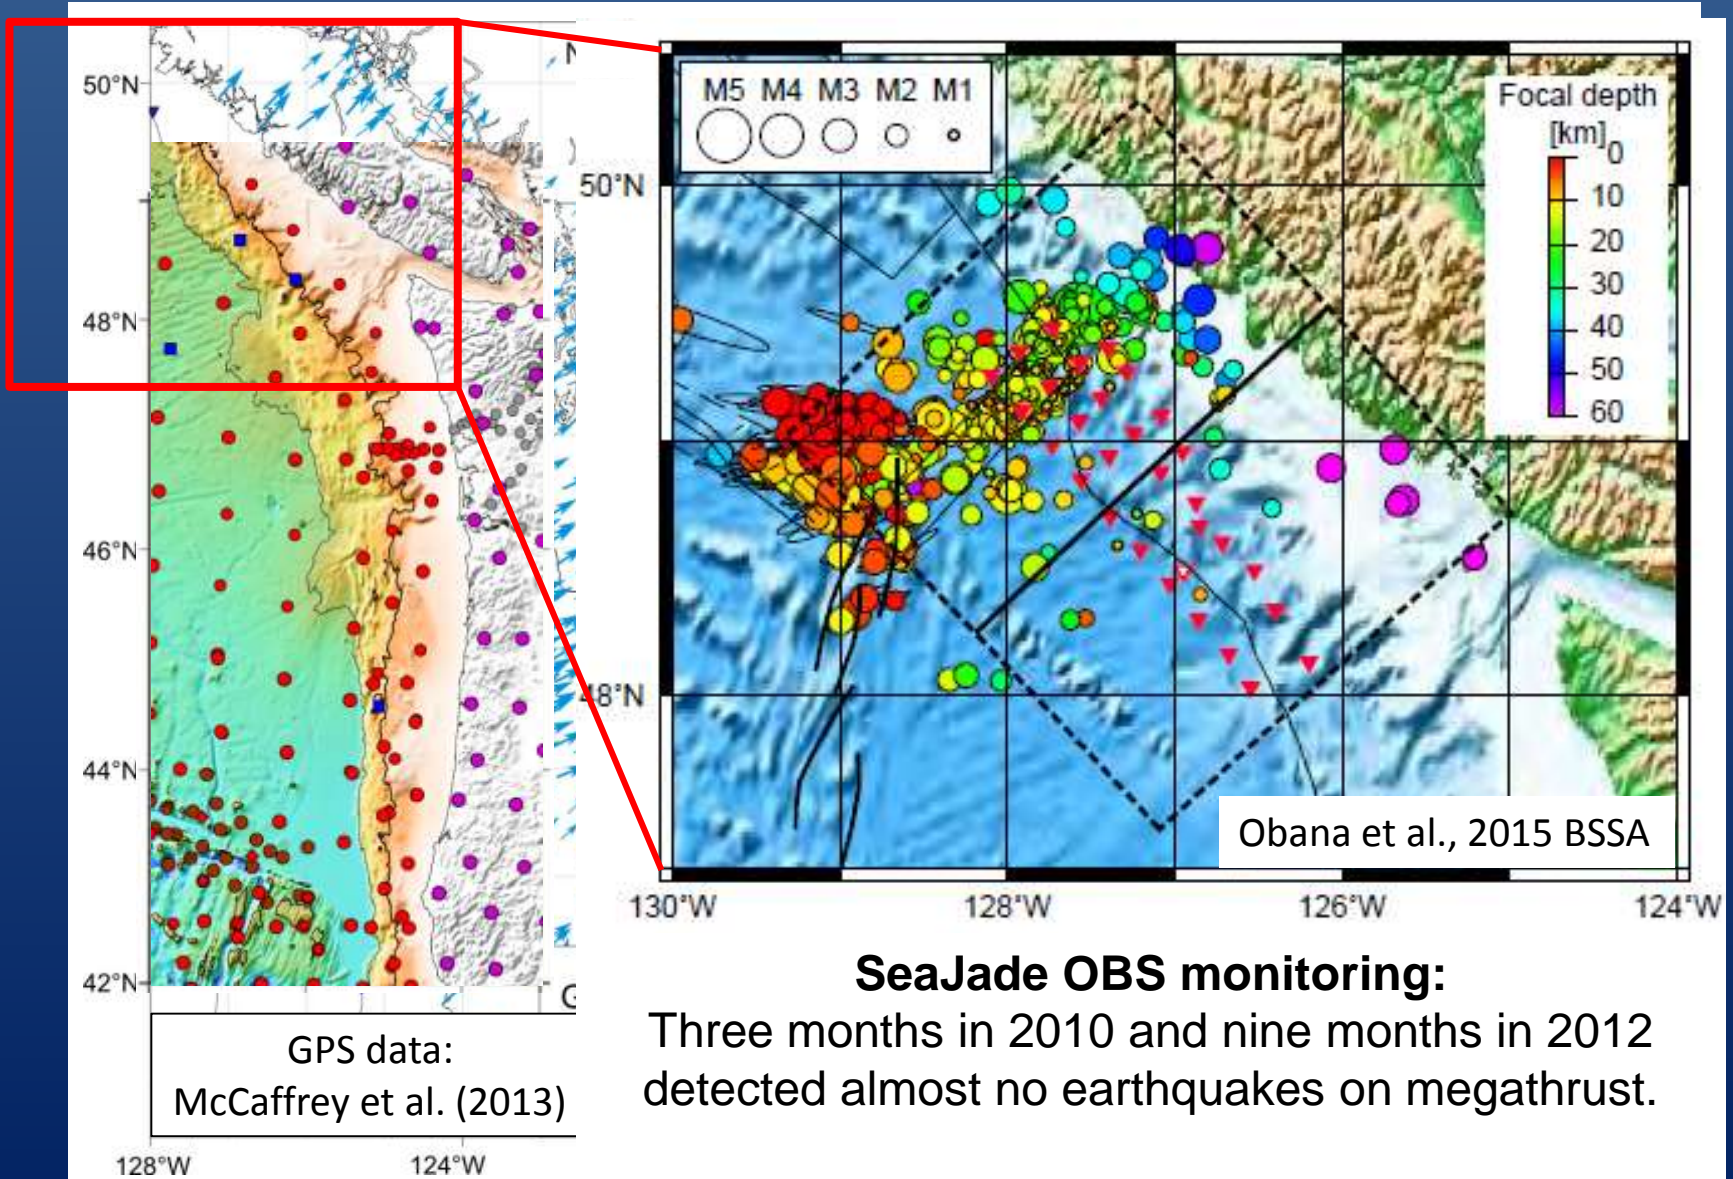 50°N
48°N
46°N
44°N
42°N
128°W
124°W
N
G
GPS data:
McCaffrey et al. (2013)
M5 M4 M3 M2 M1
Focal depth
[km]
0
10
20
30
40
50
60
50°N
48°N
130°W
128°W
126°W
124°W
Obana et al., 2015 BSSA
SeaJade OBS monitoring:
Three months in 2010 and nine months in 2012
detected almost no earthquakes on megathrust.